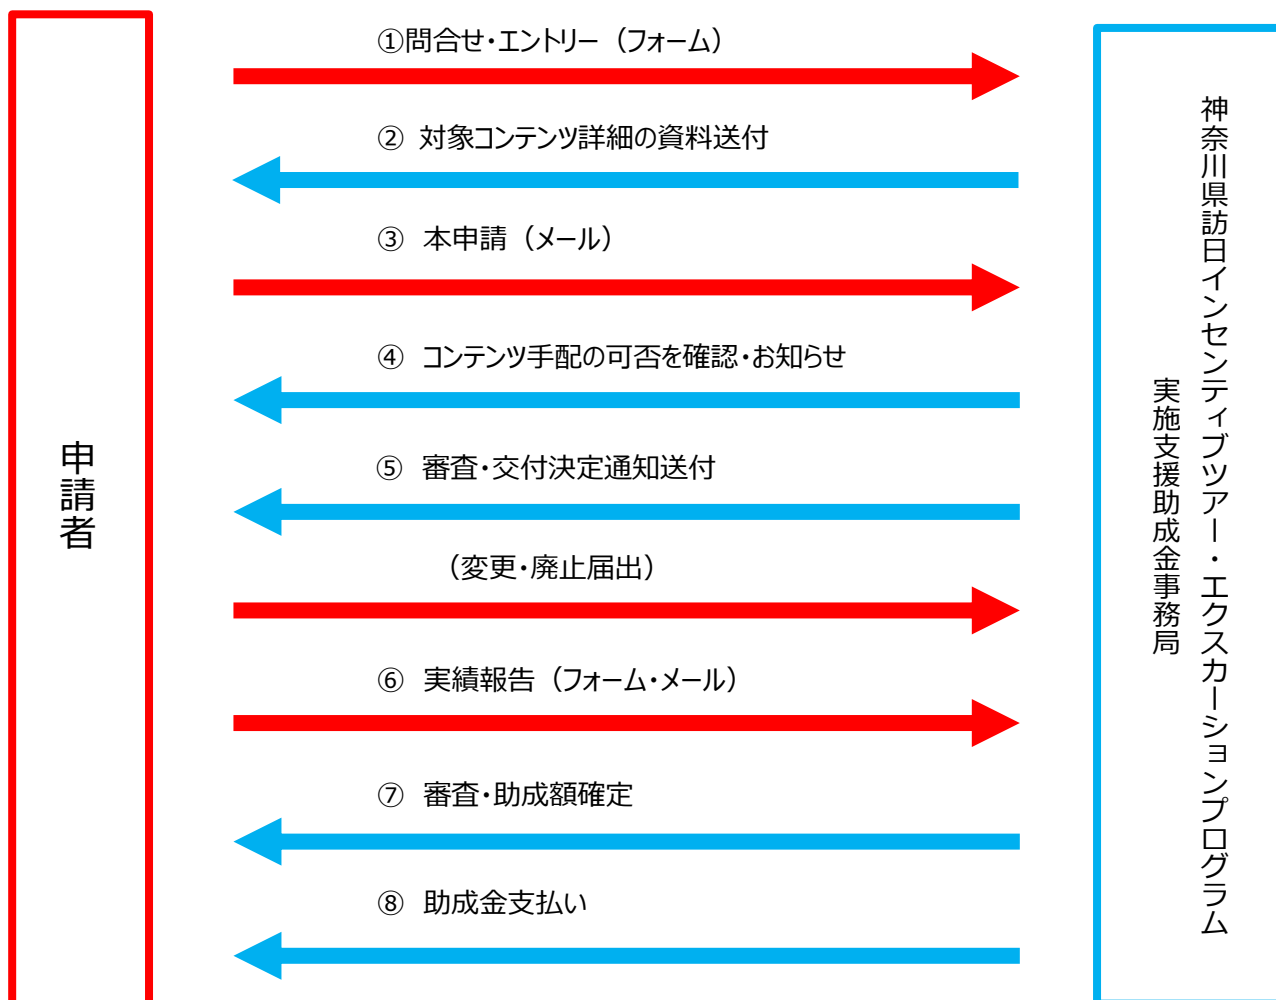 申請者
①問合せ・エントリー（フォーム）
② 対象コンテンツ詳細の資料送付
③ 本申請（メール）
④ コンテンツ手配の可否を確認・お知らせ
⑤ 審査・交付決定通知送付
（変更・廃止届出）
⑥ 実績報告（フォーム・メール）
⑦ 審査・助成額確定
⑧ 助成金支払い
神奈川県訪日インセンティブツアー・エクスカーションプログラム
実施支援助成金事務局